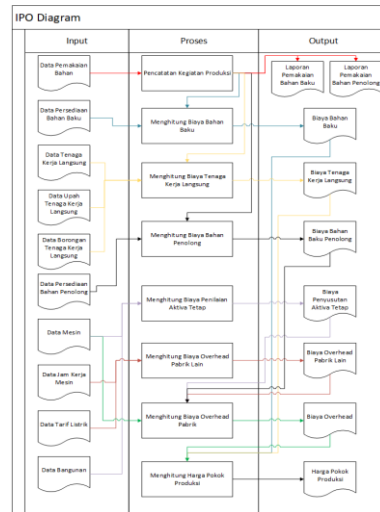 IPO Diagram
Input
Proses
Output
Data Pemakaian
Bahan
Data Persediaan
Bahan Baku
Data Tenaga
Kerja Langsung
Data Upah
Tenaga Kerja
Langsung
Data Borongan
Tenaga Kerja
Langsung
Data Persediaan
Bahan Penolong
Data Mesin
Data Jam Kerja
Mesin
Data Tarif Listrik
Data Bangunan
Pencatatan Kegiatan Produksi
Menghitung Biaya Bahan
Baku
Menghitung Biaya Tenaga
Kerja Langsung
Menghitung Biaya Bahan
Penolong
Menghitung Biaya Penilaian
Aktiva Tetap
Menghitung Biaya Overhead
Pabrik Lain
Menghitung Biaya Overhead
Pabrik
Menghitung Harga Pokok
Produksi
Laporan
Pemakaian
Bahan Baku
Laporan
Pemakaian
Bahan Penolong
Biaya Bahan
Baku
Biaya Tenaga
Kerja Langsung
Biaya Bahan
Baku Penolong
Biaya
Penyusutan
Aktiva Tetap
Biaya Overhead
Pabrik Lain
Biaya Overhead
Harga Pokok
Produksi